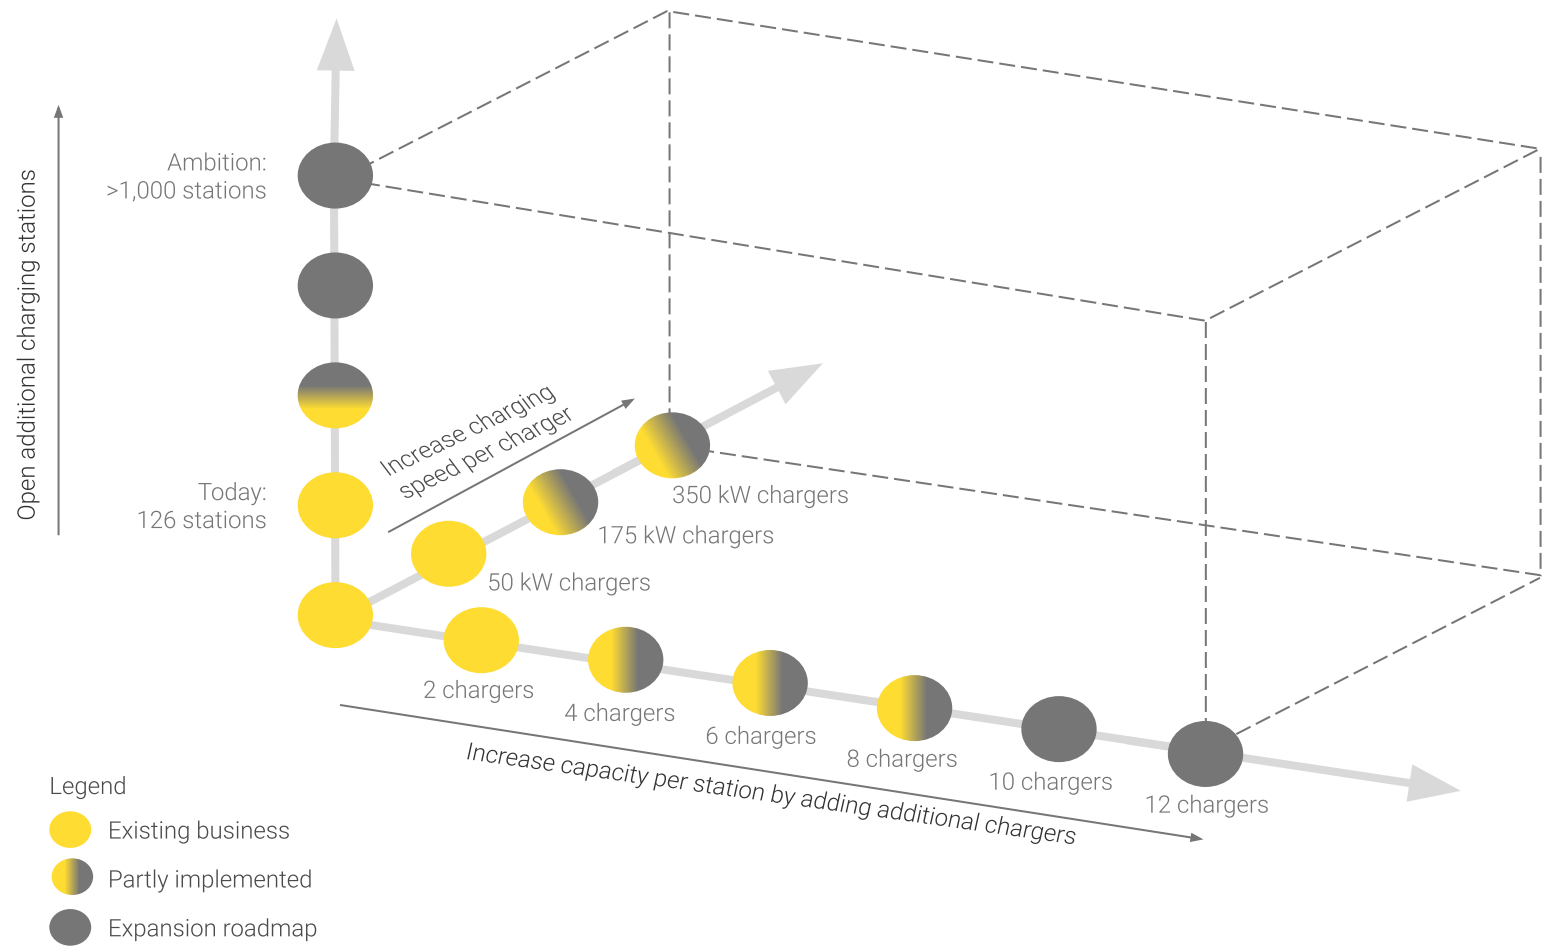 Open additional charging stations
Ambition:
>1,000 stations
Today:
126 stations
Increase charging
speed per charger
350 kW chargers
175 kW chargers
50 kW chargers
2 chargers
4 chargers
6 chargers
8 chargers
10 chargers
12 chargers
Increase capacity per station by adding additional chargers
Legend
Existing business
Partly implemented
Expansion roadmap